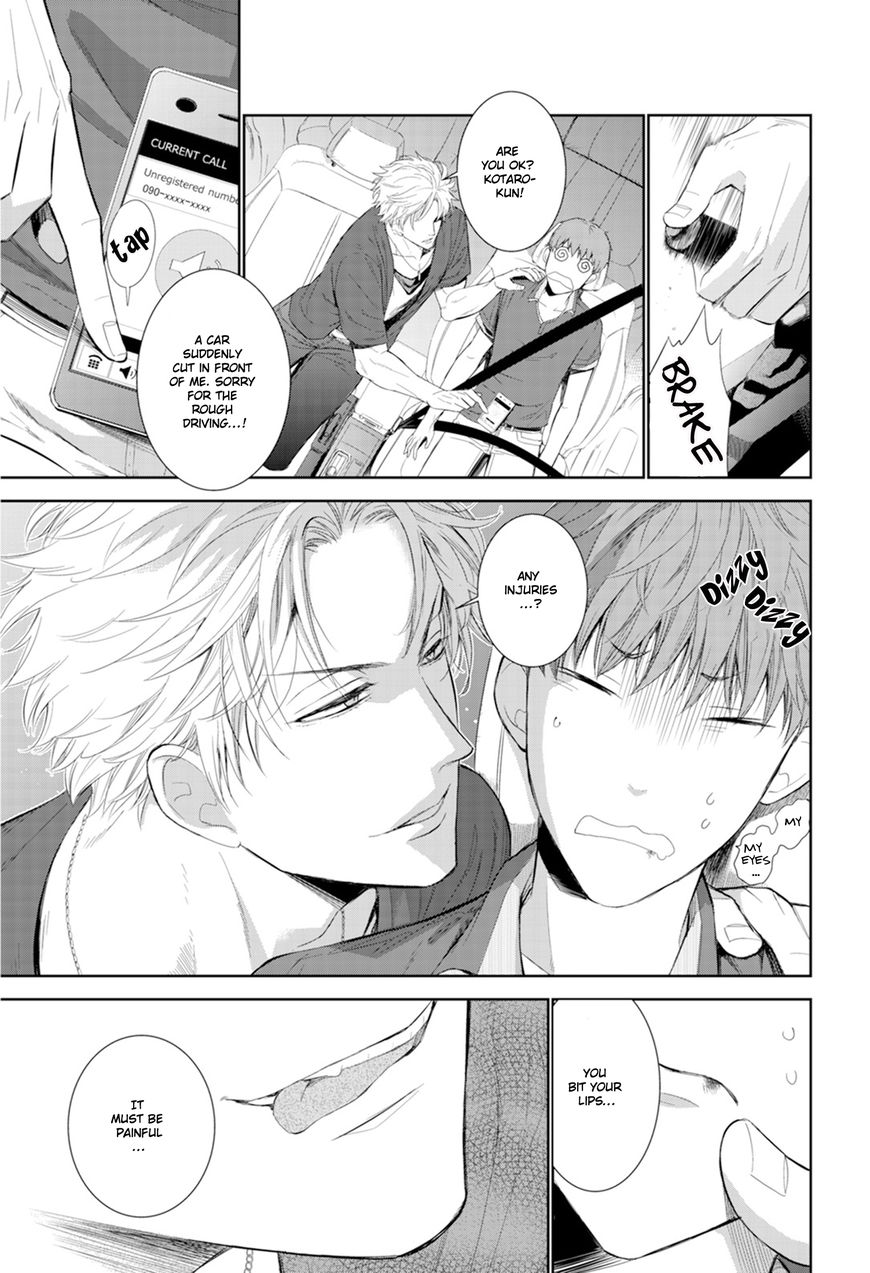 BRAKE
ARE
YOU OK?
KOTARO-
KUN!
A CAR
SUDDENLY
CUT IN FRONT
OF ME. SORRY
FOR THE
ROUGH
DRIVING...!
CURRENT CALL
Unregistered numbe
090-xxxx-xxxx
tap
Dizzy
Dizzy
ANY
INJURIES
...?
MY
MY
EYES
...
YOU
BIT YOUR
LIPS...
IT
MUST BE
PAINFUL
...